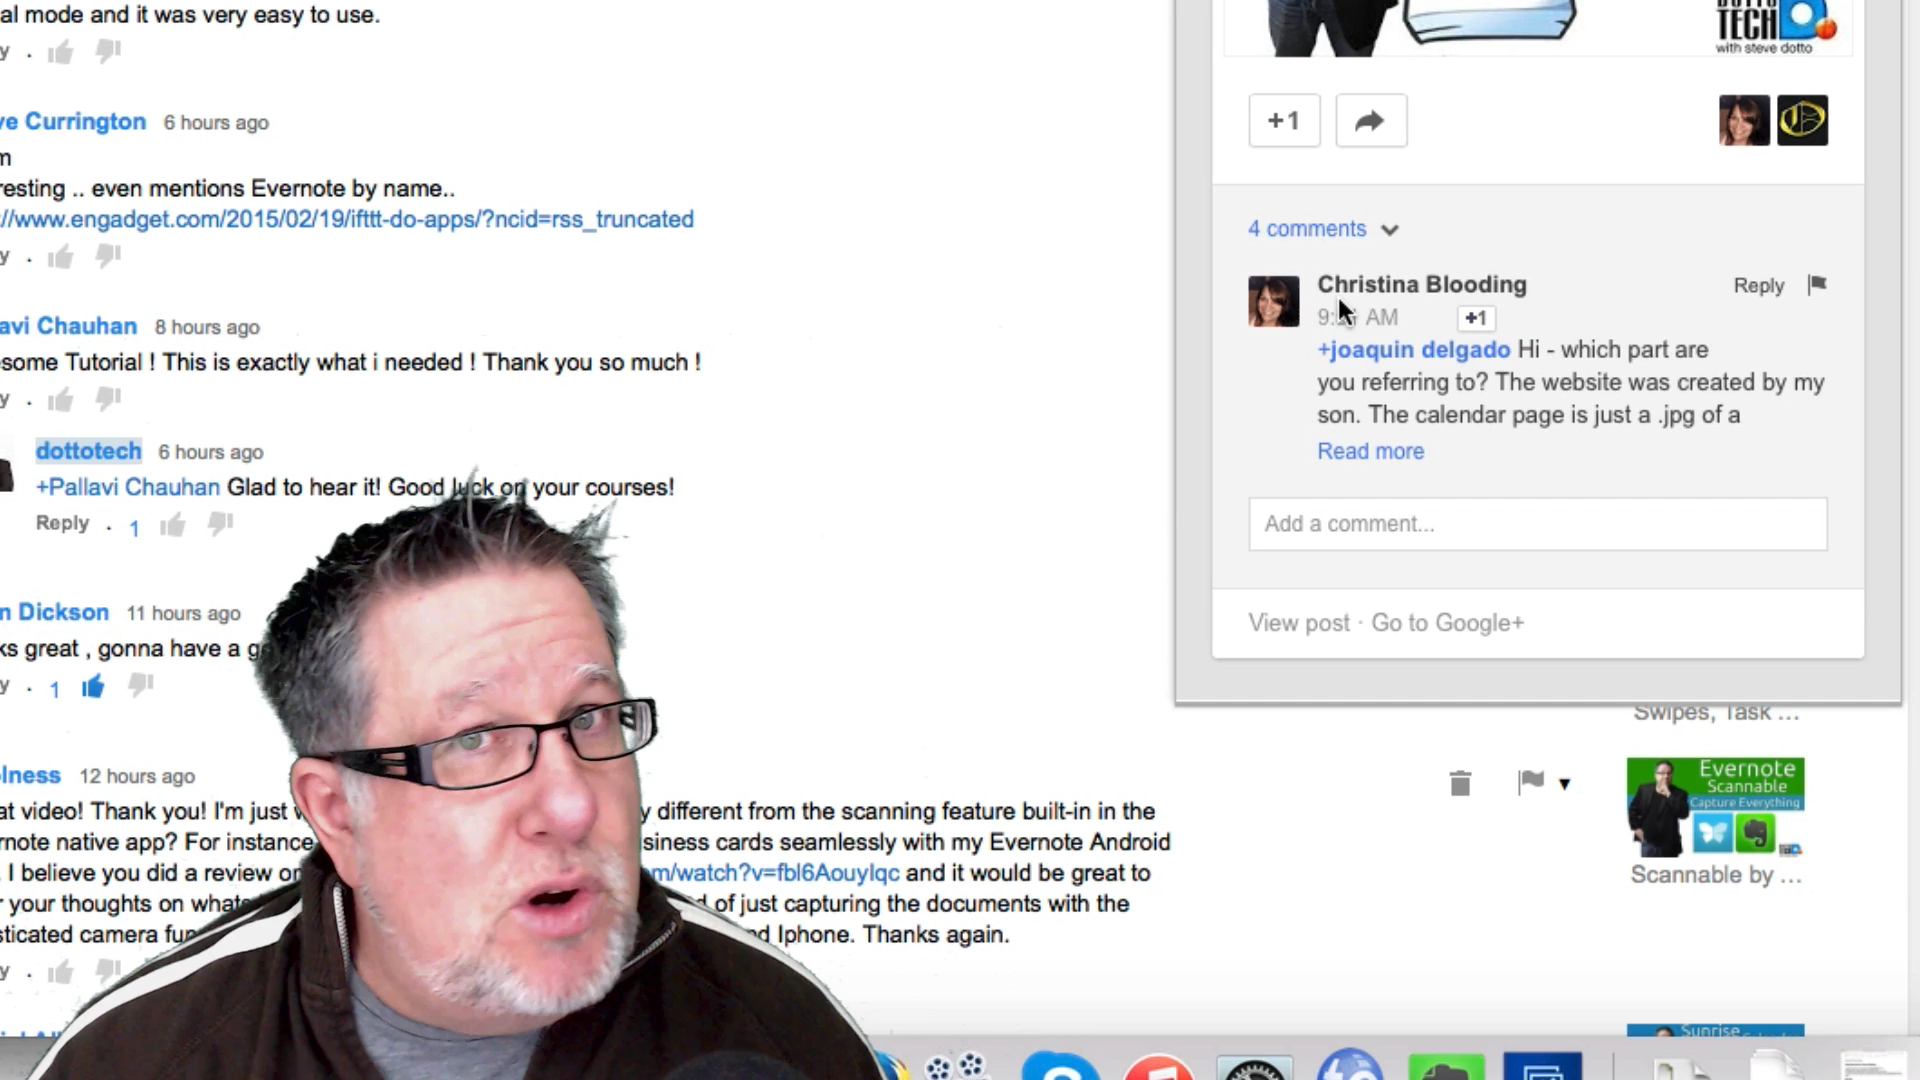 al mode and it was very easy to use.
ve Currington 6 hours ago
m
resting .. even mentions Evernote by name..
://www.engadget.com/2015/02/19/ifttt-do-apps/?ncid=rss_truncated
avi Chauhan 8 hours ago
some Tutorial ! This is exactly what i needed ! Thank you so much !
dottotech 6 hours ago
+Pallavi Chauhan Glad to hear it! Good luck on your courses!
Reply . 1
n Dickson 11 hours ago
ks great , gonna have a g
y . 1
lness 12 hours ago
at video! Thank you! I'm just y different from the scanning feature built-in in the
rnote native app? For instance siness cards seamlessly with my Evernote Android
. I believe you did a review on m/watch?v=fbl6Aouylqc and it would be great to
r your thoughts on whats d of just capturing the documents with the
sticated camera fun nd Iphone. Thanks again.
TECH
with steve dotto
+1
4 comments
Christina Blooding Reply
AM +1
+joaquin delgado Hi - which part are
you referring to? The website was created by my
son. The calendar page is just a .jpg of a
Read more
Add a comment...
View post · Go to Google+
Swipes, Task ...
Evernote
Scannable
Capture Everything
Scannable by ...
Sunrise